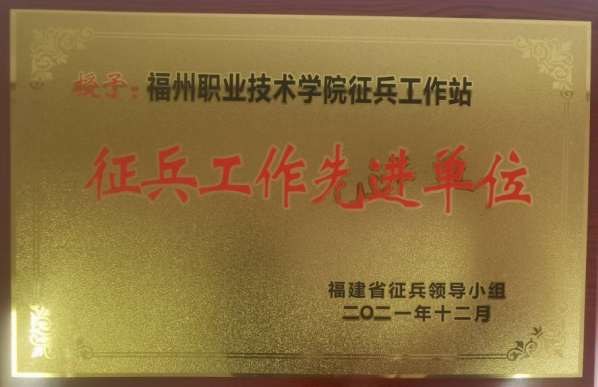 授予：福州职业技术学院征兵工作站
征兵工作先进单位
福建省征兵领导小组
二〇二一年十二月